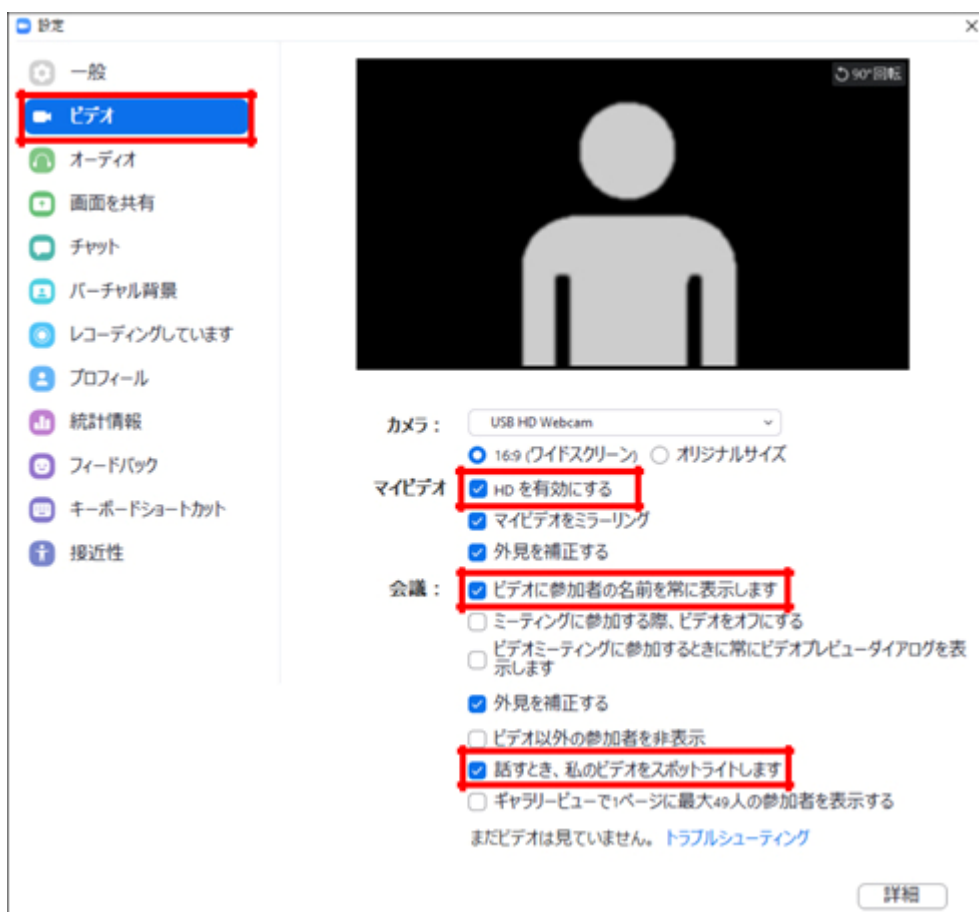 設定
一般
ビデオ
オーディオ
画面を共有
チャット
バーチャル背景
レコーディングしています
プロフィール
統計情報
フィードバック
キーボードショートカット
接近性
90°回転
カメラ：
USB HD Webcam
16:9 (ワイドスクリーン) オリジナルサイズ
マイビデオ
HD を有効にする
マイビデオをミラーリング
外見を補正する
会議：
ビデオに参加者の名前を常に表示します
ミーティングに参加する際、ビデオをオフにする
ビデオミーティングに参加するときに常にビデオプレビューダイアログを表
示します
外見を補正する
ビデオ以外の参加者を非表示
話すとき、私のビデオをスポットライトします
ギャラリービューで1ページに最大49人の参加者を表示する
まだビデオは見ていません。 トラブルシューティング
詳細